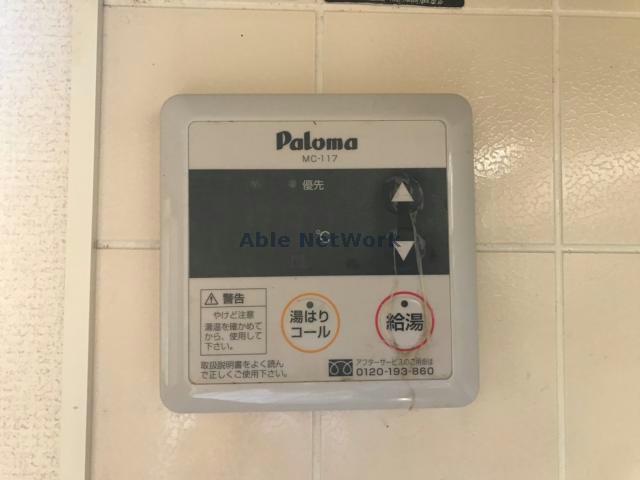 Paloma
MC-117
優先
℃
Able NetWork
警告
やけど注意
湯温を確かめて
から、使用して
下さい。
湯はり
コール
給湯
取扱説明書をよく読ん
で正しくご使用下さい。
アフターサービスのご用命は
0120-193-860